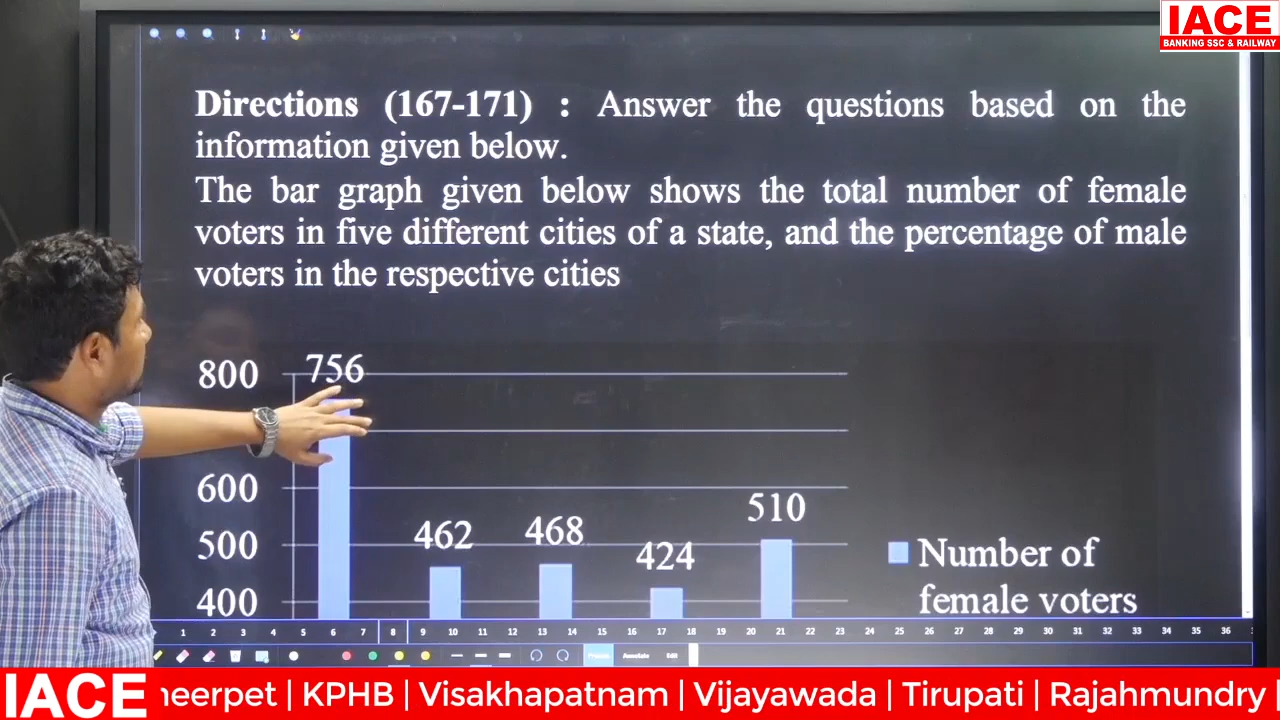 IACE
BANKING SSC & RAILWAY
Directions (167-171) : Answer the questions based on the
information given below.
The bar graph given below shows the total number of female
voters in five different cities of a state, and the percentage of male
voters in the respective cities
800
756
600
510
462
468
500
424
Number of
400
female voters
1 2 3 4 5 6 7 8 9 10 11 12 13 14 15 16 17 18 19 20 21 22 23 24 25 26 27 28 29 30 31 32 33 34 35 36
Associate Edit
IACE neerpet | KPHB | Visakhapatnam | Vijayawada | Tirupati | Rajahmundry |